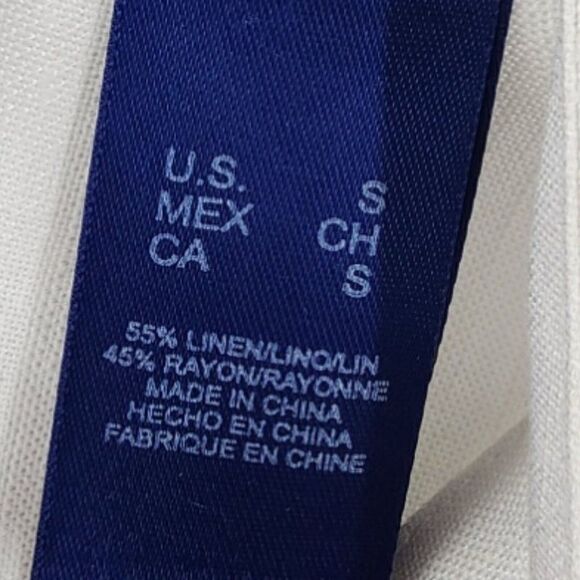 U.S. S
MEX CH
CA S
55% LINEN/LINO/LIN
45% RAYON/RAYONNE
MADE IN CHINA
HECHO EN CHINA
FABRIQUE EN CHINE